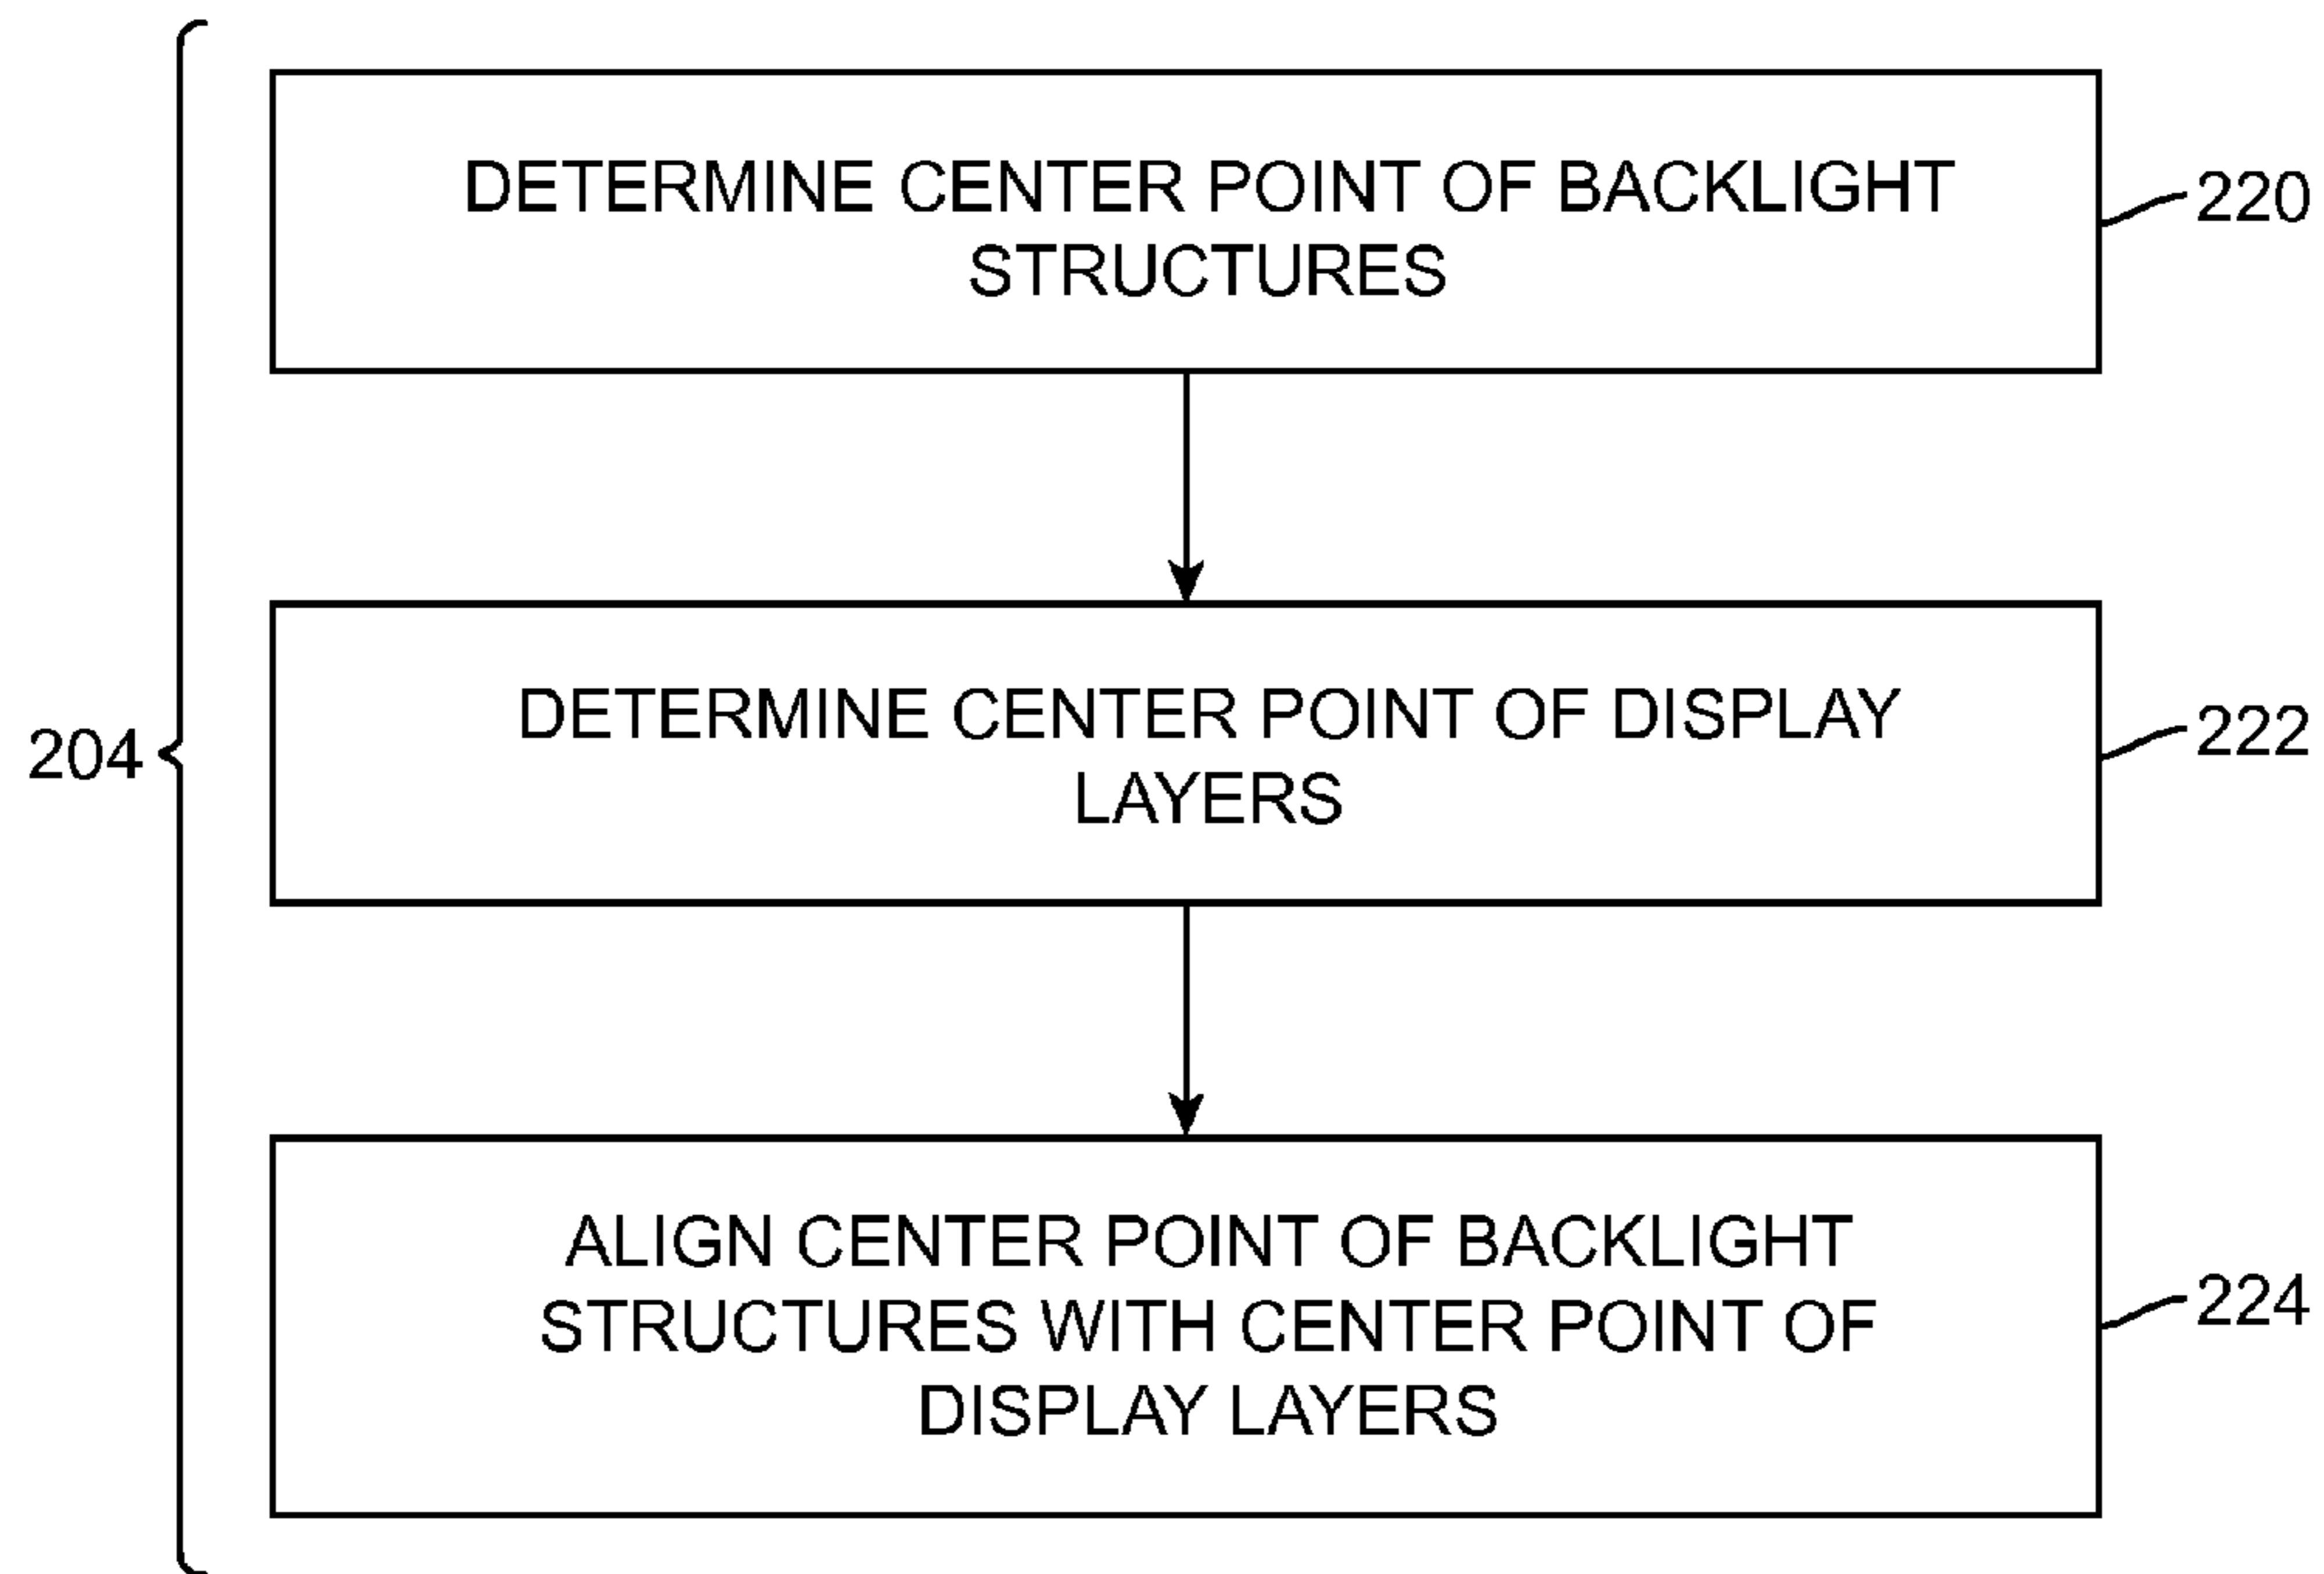 DETERMINE CENTER POINT OF BACKLIGHT
STRUCTURES
220
DETERMINE CENTER POINT OF DISPLAY
LAYERS
222
204
ALIGN CENTER POINT OF BACKLIGHT
STRUCTURES WITH CENTER POINT OF
DISPLAY LAYERS
224